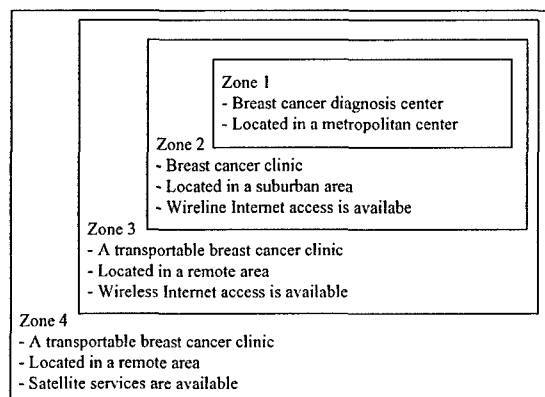 Zone 1
- Breast cancer diagnosis center
- Located in a metropolitan center
Zone 2
- Breast cancer clinic
- Located in a suburban area
- Wireline Internet access is availabe
Zone 3
- A transportable breast cancer clinic
- Located in a remote area
- Wireless Internet access is available
Zone 4
- A transportable breast cancer clinic
- Located in a remote area
- Satellite services are available